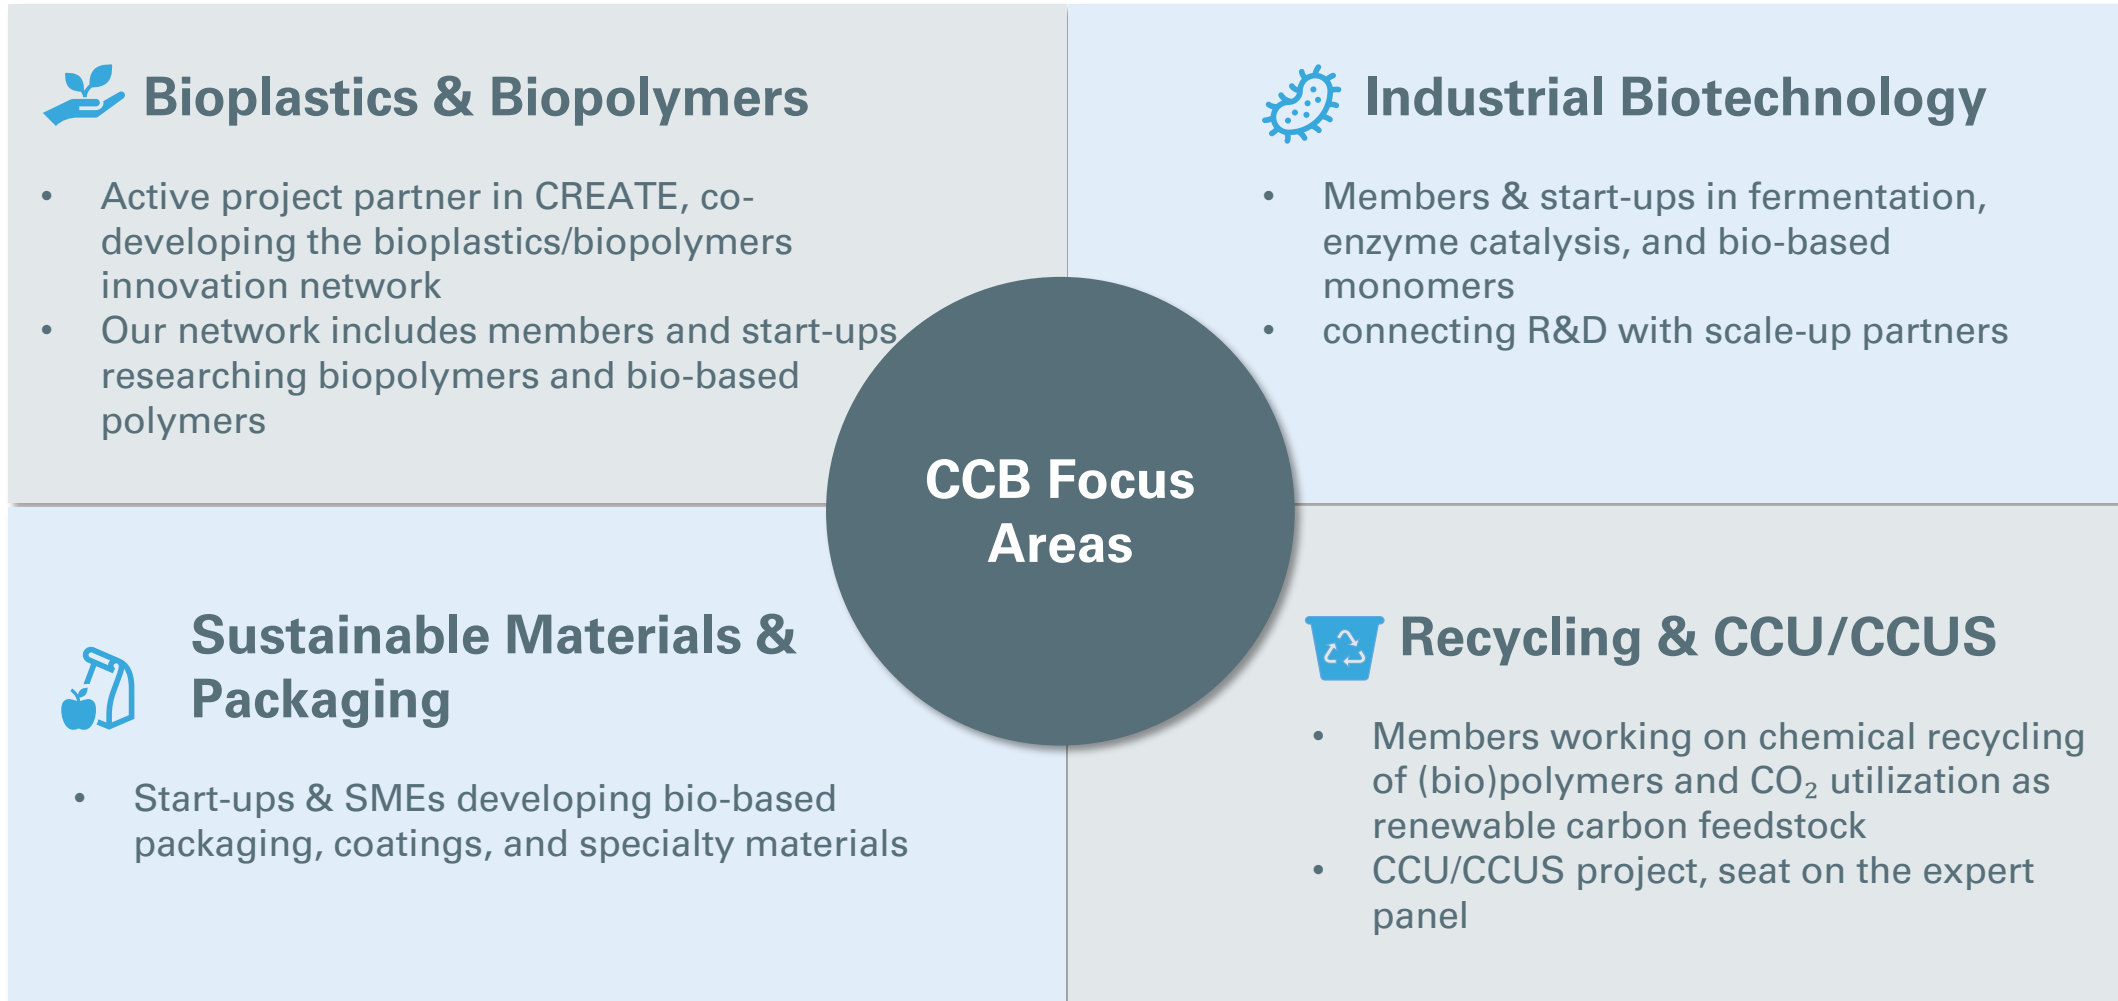 Bioplastics & Biopolymers
• Active project partner in CREATE, co-
developing the bioplastics/biopolymers
innovation network
• Our network includes members and start-ups
researching biopolymers and bio-based
polymers
Industrial Biotechnology
• Members & start-ups in fermentation,
enzyme catalysis, and bio-based
monomers
• connecting R&D with scale-up partners
CCB Focus
Areas
Sustainable Materials &
Packaging
• Start-ups & SMEs developing bio-based
packaging, coatings, and specialty materials
Recycling & CCU/CCUS
• Members working on chemical recycling
of (bio)polymers and CO₂ utilization as
renewable carbon feedstock
• CCU/CCUS project, seat on the expert
panel